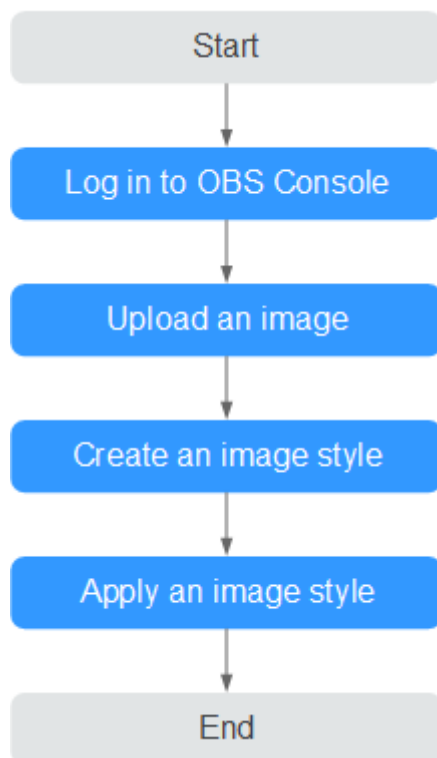 Start
Log in to OBS Console
Upload an image
Create an image style
Apply an image style
End